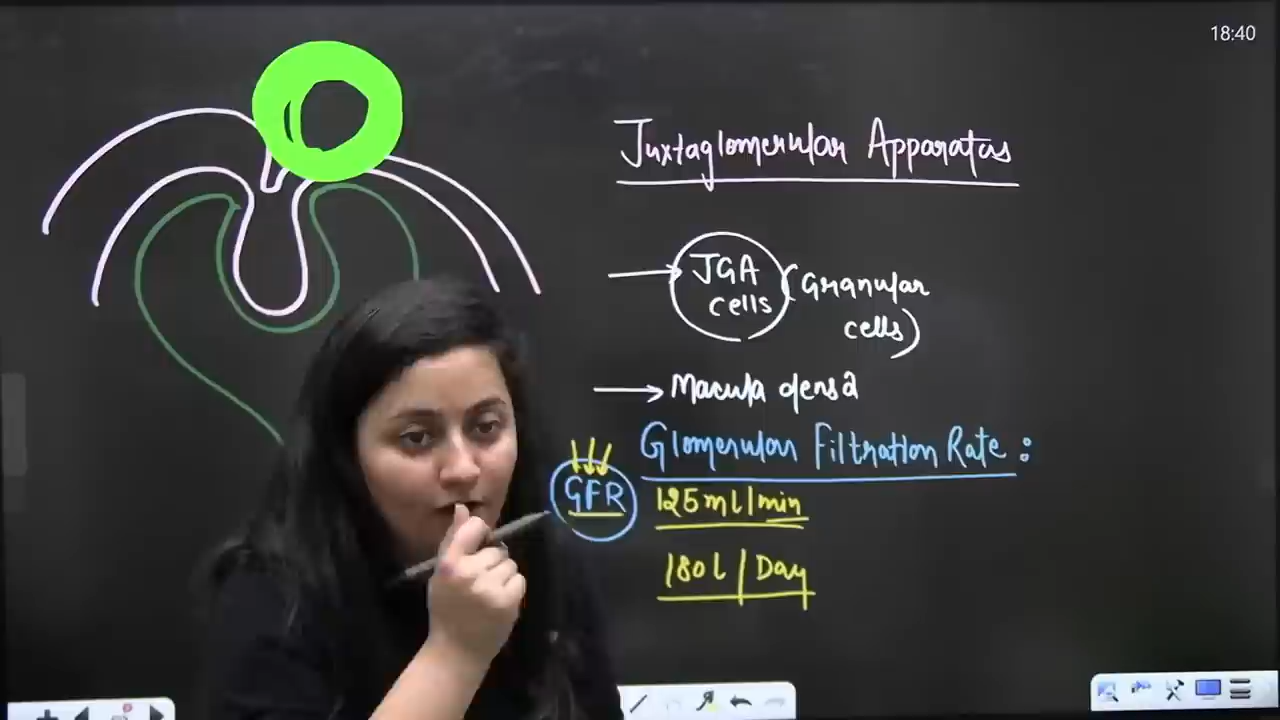 18:40
Juxtaglomerular Apparatus
JGA
cells
(Granular
cells)
Macula densa
Glomerular Filtration Rate :
GFR
125ml/min
180l/Day